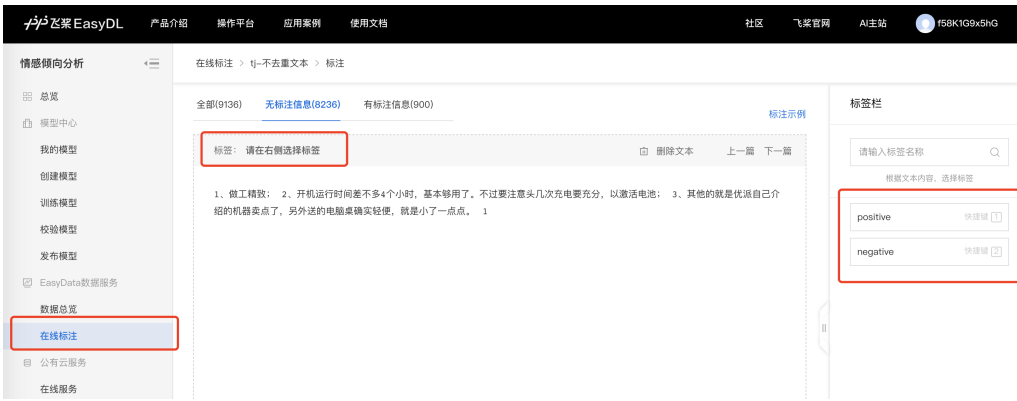 飞桨EasyDL 产品介绍 操作平台 应用案例 使用文档 社区 飞桨官网 AI主站 f58K1G9x5hG
情感倾向分析
总览
模型中心
我的模型
创建模型
训练模型
校验模型
发布模型
EasyData数据服务
数据总览
在线标注
公有云服务
在线服务
在线标注 > tj-不去重文本 > 标注
全部(9136) 无标注信息(8236) 有标注信息(900)
标注示例
标签： 请在右侧选择标签 删除文本 上一篇 下一篇
1、做工精致； 2、开机运行时间差不多4个小时，基本够用了。不过要注意头几次充电要充分，以激活电池； 3、其他的就是优派自己介
绍的机器卖点了，另外送的电脑桌确实轻便，就是小了一点点。 1
标签栏
请输入标签名称
根据文本内容，选择标签
positive 快捷键 1
negative 快捷键 2